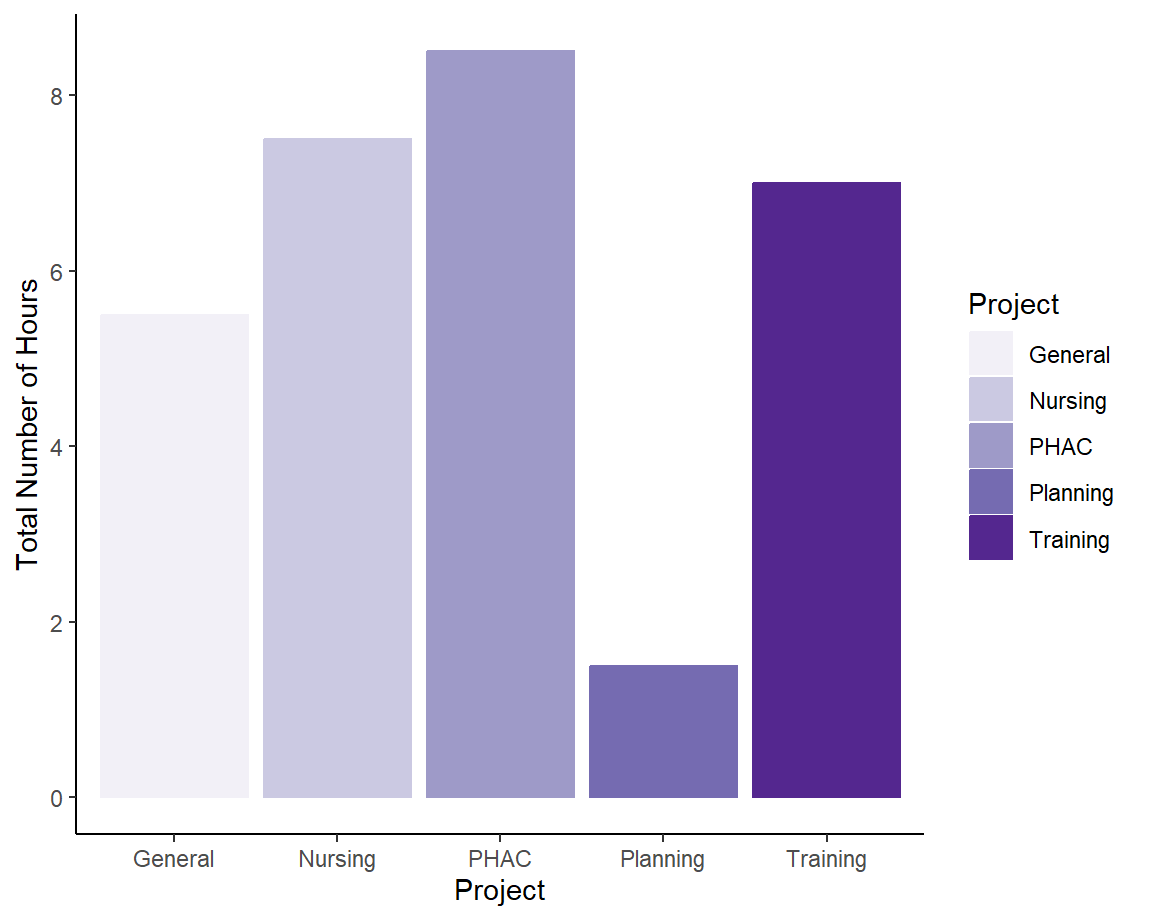 Total Number of Hours
8
6
4
2
0
General Nursing PHAC Planning Training
Project
Project
General
Nursing
PHAC
Planning
Training